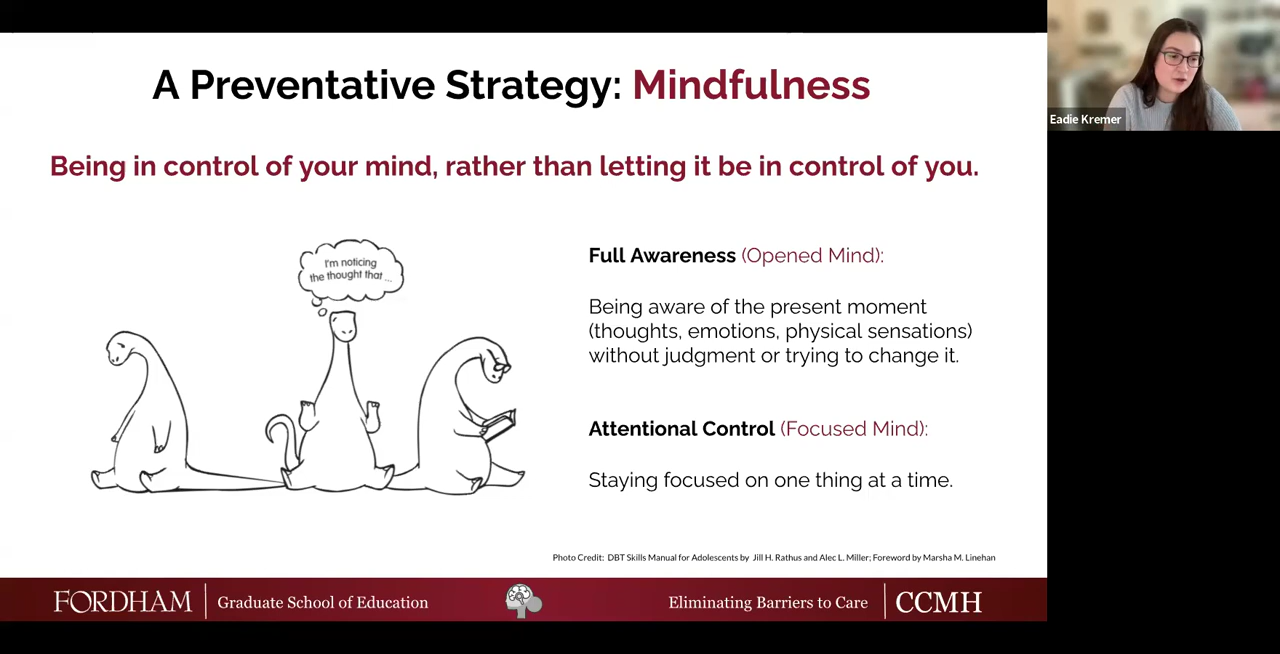 A Preventative Strategy: Mindfulness
Eadie Kremer
Being in control of your mind, rather than letting it be in control of you.
I'm noticing
the thought that ...
Full Awareness (Opened Mind):
Being aware of the present moment
(thoughts, emotions, physical sensations)
without judgment or trying to change it.
Attentional Control (Focused Mind):
Staying focused on one thing at a time.
Photo Credit: DBT Skills Manual for Adolescents by Jill H. Rathus and Alec L. Miller; Foreword by Marsha M. Linehan
FORDHAM
Graduate School of Education
Eliminating Barriers to Care
CCMH